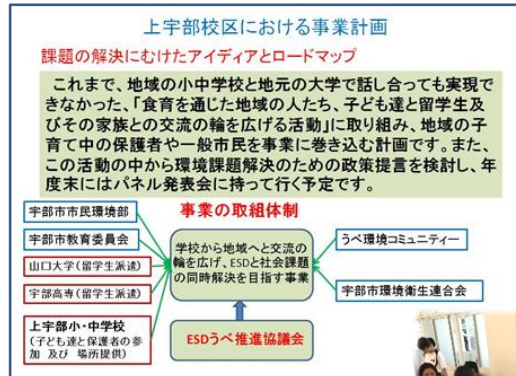 上宇部校区における事業計画
課題の解決にむけたアイディアとロードマップ
これまで、地域の小中学校と地元の大学で話し合っても実現で
きなかった、「食育を通じた地域の人たち、子ども達と留学生及
びその家族との交流の輪を広げる活動」に取り組み、地域の子
育て中の保護者や一般市民を事業に巻き込む計画です。また、
この活動の中から環境課題解決のための政策提言を検討し、年
度末にはパネル発表会に持って行く予定です。
事業の取組体制
宇部市市民環境部
宇部市教育委員会
山口大学(留学生派遣)
宇部高専(留学生派遣)
上宇部小・中学校
(子ども達と保護者の参
加 及び 場所提供)
学校から地域へと交流の
輪を広げ、ESDと社会課題
の同時解決を目指す事業
ESDうべ推進協議会
うべ環境コミュニティー
宇部市環境衛生連合会